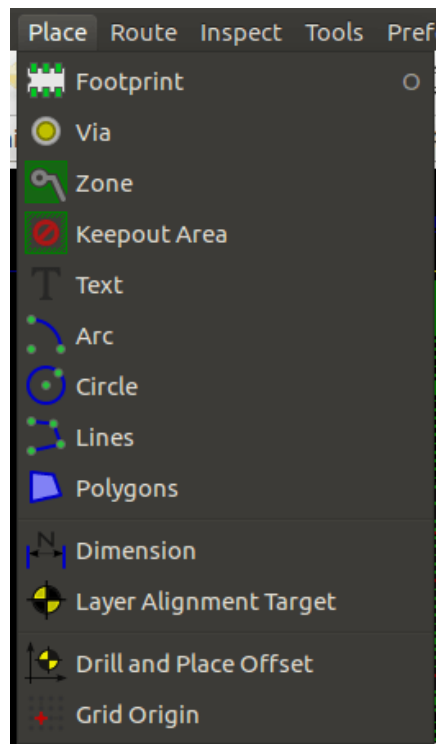 Place Route Inspect Tools Pref
Footprint O
Via
Zone
Keepout Area
T Text
Arc
Circle
Lines
Polygons
N Dimension
Layer Alignment Target
Drill and Place Offset
Grid Origin